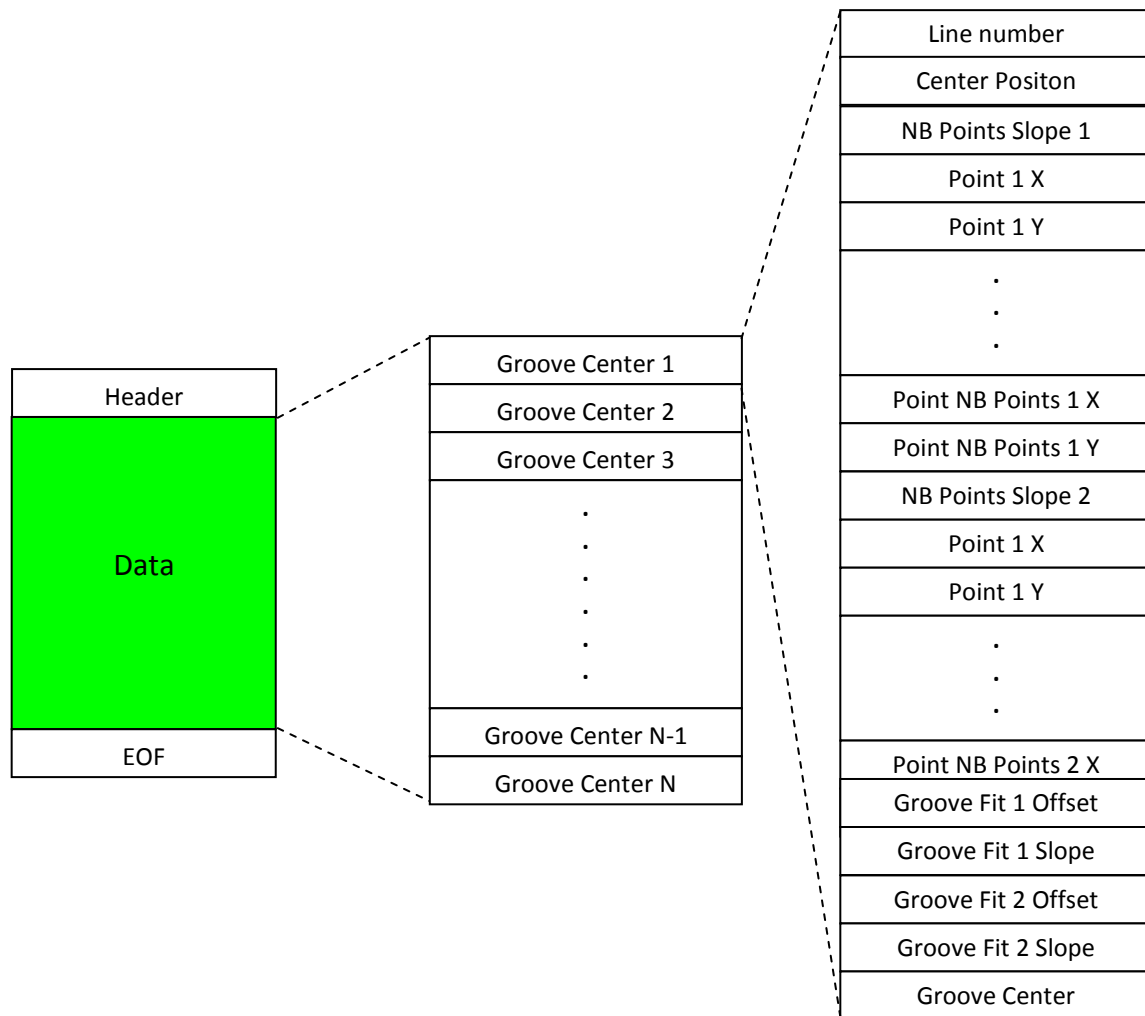 Header
Data
EOF
Groove Center 1
Groove Center 2
Groove Center 3
.
.
.
.
.
.
Groove Center N-1
Groove Center N
Line number
Center Positon
NB Points Slope 1
Point 1 X
Point 1 Y
.
.
.
Point NB Points 1 X
Point NB Points 1 Y
NB Points Slope 2
Point 1 X
Point 1 Y
.
.
.
Point NB Points 2 X
Groove Fit 1 Offset
Groove Fit 1 Slope
Groove Fit 2 Offset
Groove Fit 2 Slope
Groove Center